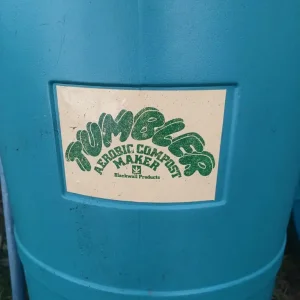 TUMBLER
AEROBIC COMPOST
MAKER
Blackwall Products